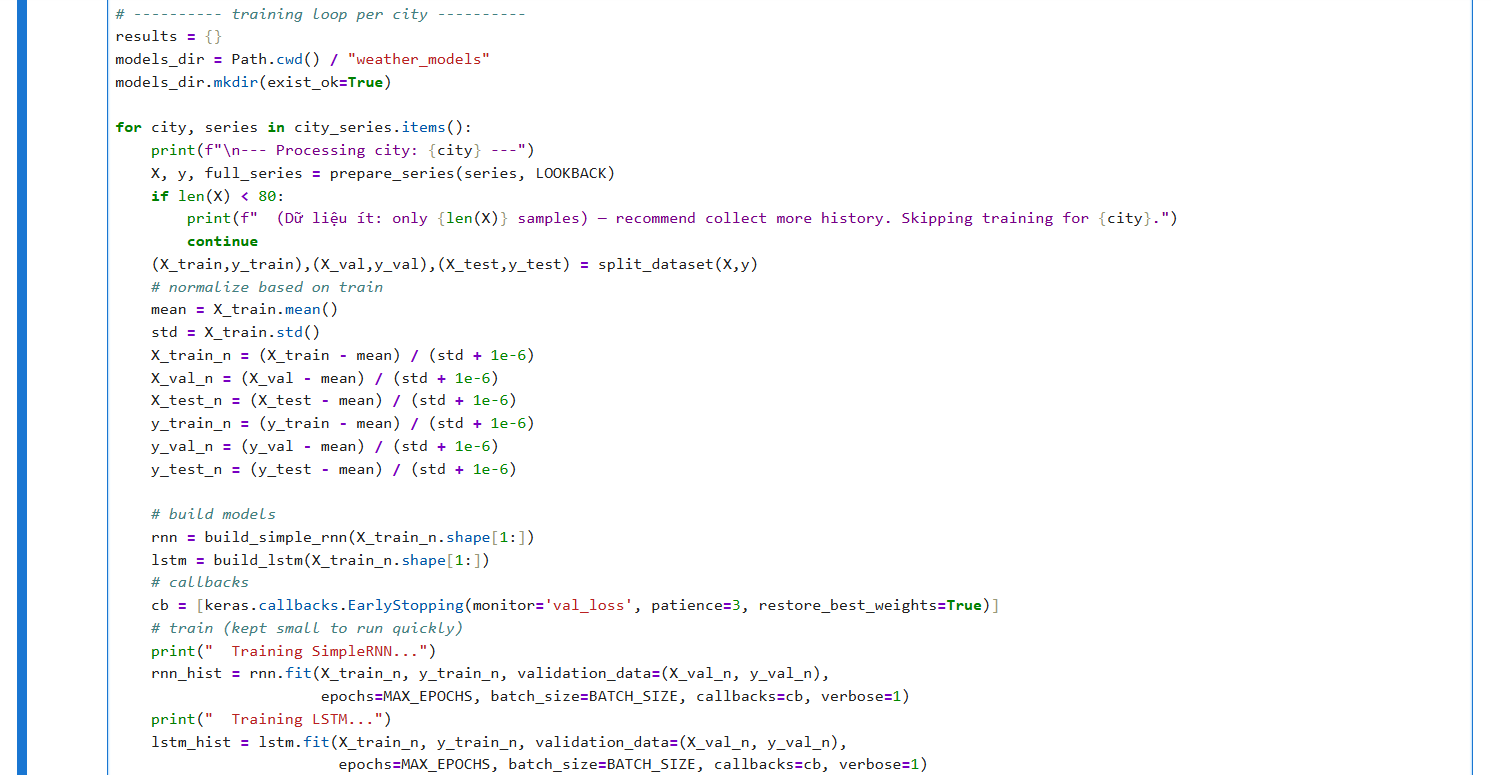 # ---------- training loop per city ----------
results = {}
models_dir = Path.cwd() / "weather_models"
models_dir.mkdir(exist_ok=True)

for city, series in city_series.items():
    print(f"\n--- Processing city: {city} ---")
    X, y, full_series = prepare_series(series, LOOKBACK)
    if len(X) < 80:
        print(f"  (Dữ liệu ít: only {len(X)} samples) — recommend collect more history. Skipping training for {city}.")
        continue
    (X_train,y_train),(X_val,y_val),(X_test,y_test) = split_dataset(X,y)
    # normalize based on train
    mean = X_train.mean()
    std = X_train.std()
    X_train_n = (X_train - mean) / (std + 1e-6)
    X_val_n = (X_val - mean) / (std + 1e-6)
    X_test_n = (X_test - mean) / (std + 1e-6)
    y_train_n = (y_train - mean) / (std + 1e-6)
    y_val_n = (y_val - mean) / (std + 1e-6)
    y_test_n = (y_test - mean) / (std + 1e-6)

    # build models
    rnn = build_simple_rnn(X_train_n.shape[1:])
    lstm = build_lstm(X_train_n.shape[1:])
    # callbacks
    cb = [keras.callbacks.EarlyStopping(monitor='val_loss', patience=3, restore_best_weights=True)]
    # train (kept small to run quickly)
    print("  Training SimpleRNN...")
    rnn_hist = rnn.fit(X_train_n, y_train_n, validation_data=(X_val_n, y_val_n),
                       epochs=MAX_EPOCHS, batch_size=BATCH_SIZE, callbacks=cb, verbose=1)
    print("  Training LSTM...")
    lstm_hist = lstm.fit(X_train_n, y_train_n, validation_data=(X_val_n, y_val_n),
                         epochs=MAX_EPOCHS, batch_size=BATCH_SIZE, callbacks=cb, verbose=1)